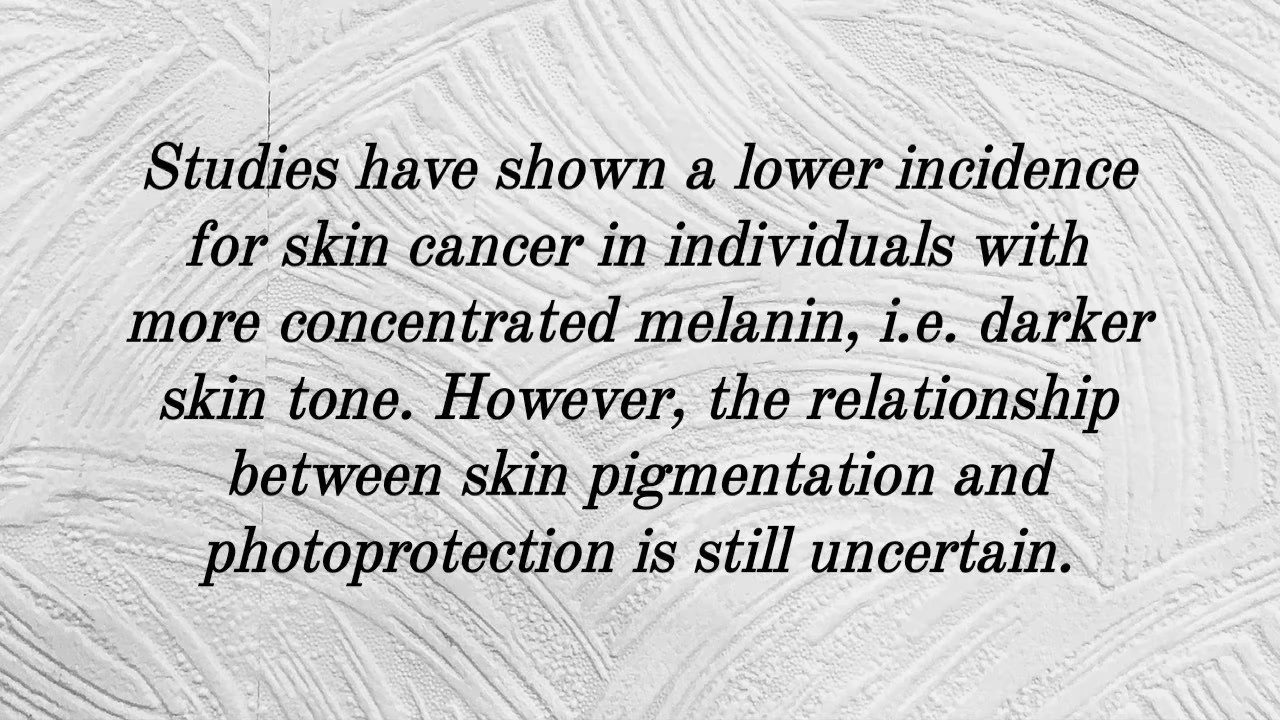 Studies have shown a lower incidence
for skin cancer in individuals with
more concentrated melanin, i.e. darker
skin tone. However, the relationship
between skin pigmentation and
photoprotection is still uncertain.